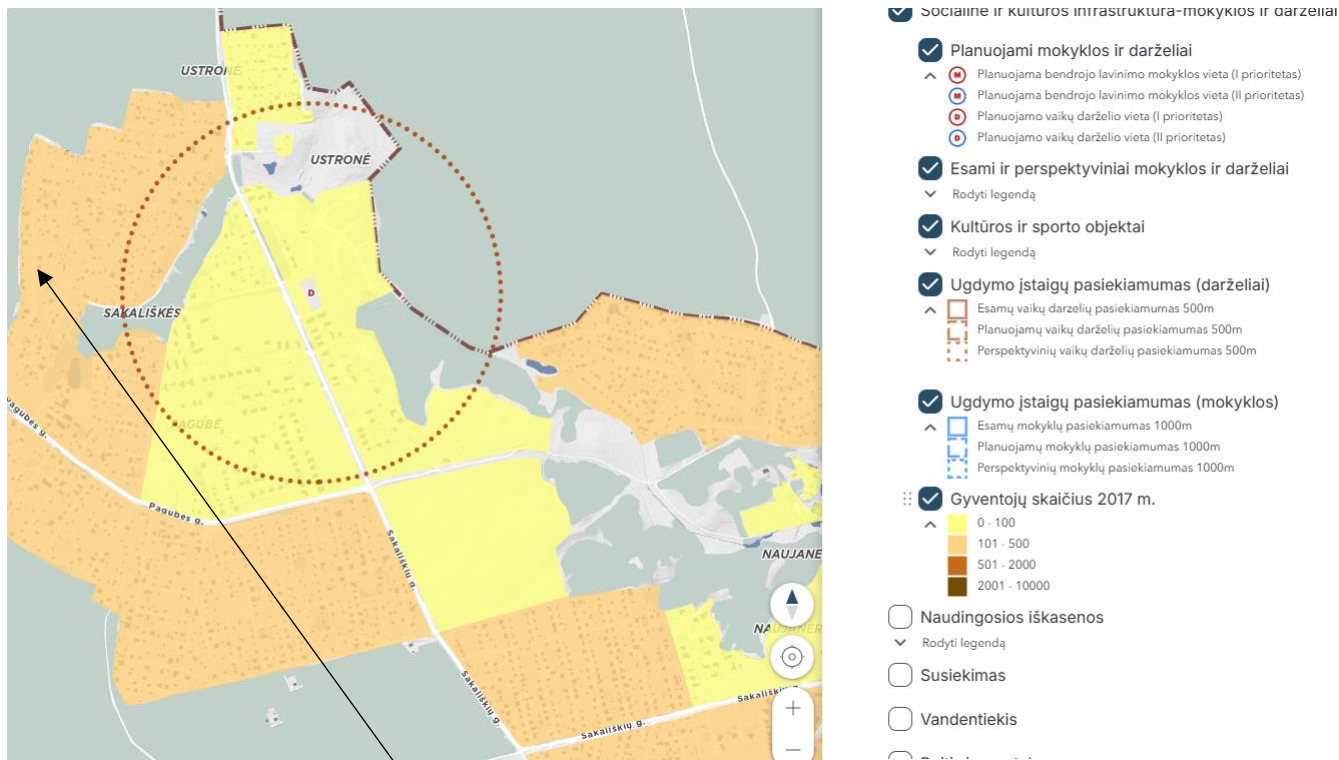 USTRONĖ
USTRONĖ
SAKALIŠKĖS
D
PAGUBĖ
Pagubės g.
Pagubės g.
Sakališkių g.
Sakališkių g.
Sakališkių g.
NAUJANE
NAUJANER
+
−
Socialinė ir kultūros infrastruktūra-mokyklos ir darželiai
Planuojami mokyklos ir darželiai
M Planuojama bendrojo lavinimo mokyklos vieta (I prioritetas)
M Planuojama bendrojo lavinimo mokyklos vieta (II prioritetas)
D Planuojamo vaikų darželio vieta (I prioritetas)
D Planuojamo vaikų darželio vieta (II prioritetas)
Esami ir perspektyviniai mokyklos ir darželiai
Rodyti legendą
Kultūros ir sporto objektai
Rodyti legendą
Ugdymo įstaigų pasiekiamumas (darželiai)
Esamų vaikų darzelių pasiekiamumas 500m
Planuojamų vaikų darželių pasiekiamumas 500m
Perspektyvinių vaikų darželių pasiekiamumas 500m
Ugdymo įstaigų pasiekiamumas (mokyklos)
Esamų mokyklų pasiekiamumas 1000m
Planuojamų mokyklų pasiekiamumas 1000m
Perspektyvinių mokyklų pasiekiamumas 1000m
Gyventojų skaičius 2017 m.
0 - 100
101 - 500
501 - 2000
2001 - 10000
Naudingosios iškasenos
Rodyti legendą
Susiekimas
Vandentiekis